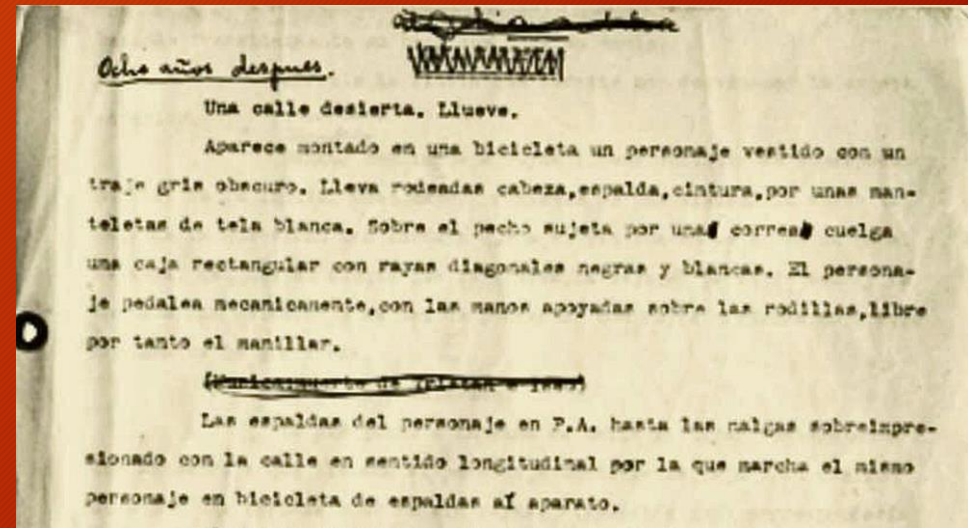 Ocho años despues.
Una calle desierta. Llueve.
Aparece montado en una bicicleta un personaje vestido con un
traje gris obscuro. Lleva rodeadas cabeza,espalda,cintura,por unas man-
teletas de tela blanca. Sobre el pecho sujeta por una correa cuelga
una caja rectangular con rayas diagonales negras y blancas. El persona-
je pedalea mecanicamente,con las manos apoyadas sobre las rodillas,libre
por tanto el manillar.
Las espaldas del personaje en P.A. hasta las nalgas sobreimpre-
sionado con la calle en sentido longitudinal por la que marcha el mismo
personaje en bicicleta de espaldas al aparato.